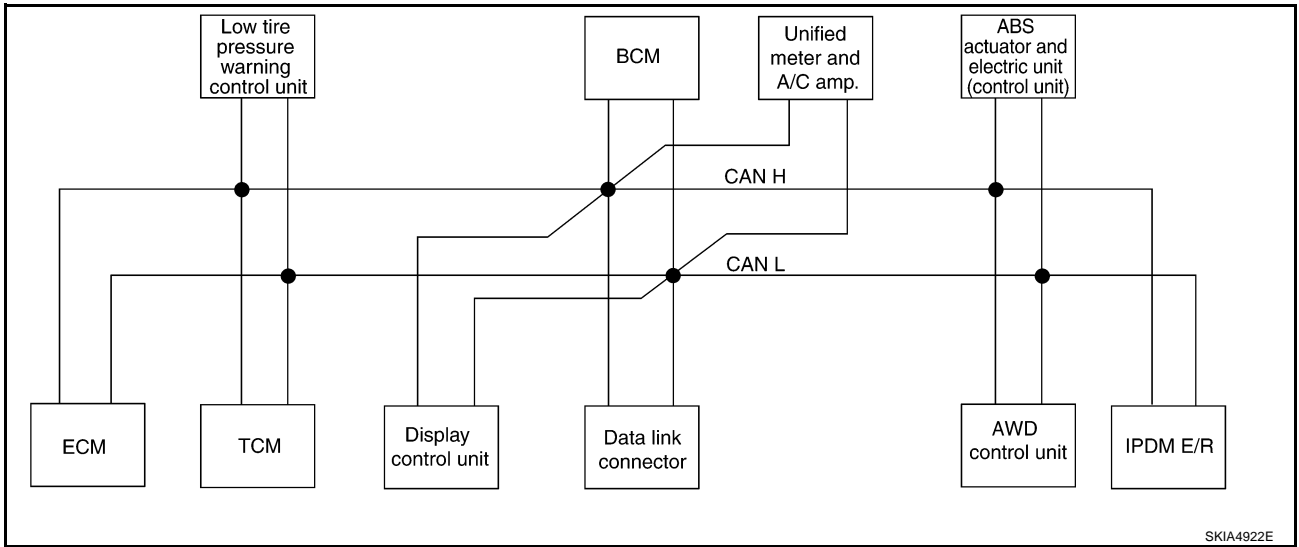 Low tire
pressure
warning
control unit
BCM
Unified
meter and
A/C amp.
ABS
actuator and
electric unit
(control unit)
CAN H
CAN L
ECM
TCM
Display
control unit
Data link
connector
AWD
control unit
IPDM E/R
SKIA4922E